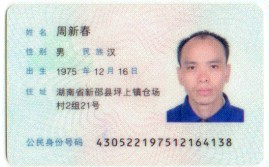 姓名 周新春
性别 男 民族 汉
出生 1975 年 12 月 16 日
住址 湖南省新邵县坪上镇仓场
村2组21号
公民身份号码 430522197512164138